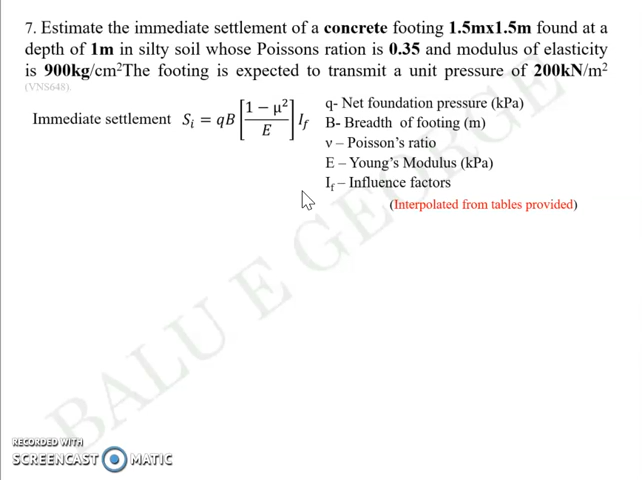 7. Estimate the immediate settlement of a concrete footing 1.5mx1.5m found at a
depth of 1m in silty soil whose Poissons ration is 0.35 and modulus of elasticity
is 900kg/cm²The footing is expected to transmit a unit pressure of 200kN/m²
(VNS648).
Immediate settlement S_i = qB [(1 − μ²)/E] I_f
q- Net foundation pressure (kPa)
B- Breadth of footing (m)
ν – Poisson's ratio
E – Young's Modulus (kPa)
I_f – Influence factors
(Interpolated from tables provided)
BALU E GEORGE
RECORDED WITH
SCREENCAST MATIC